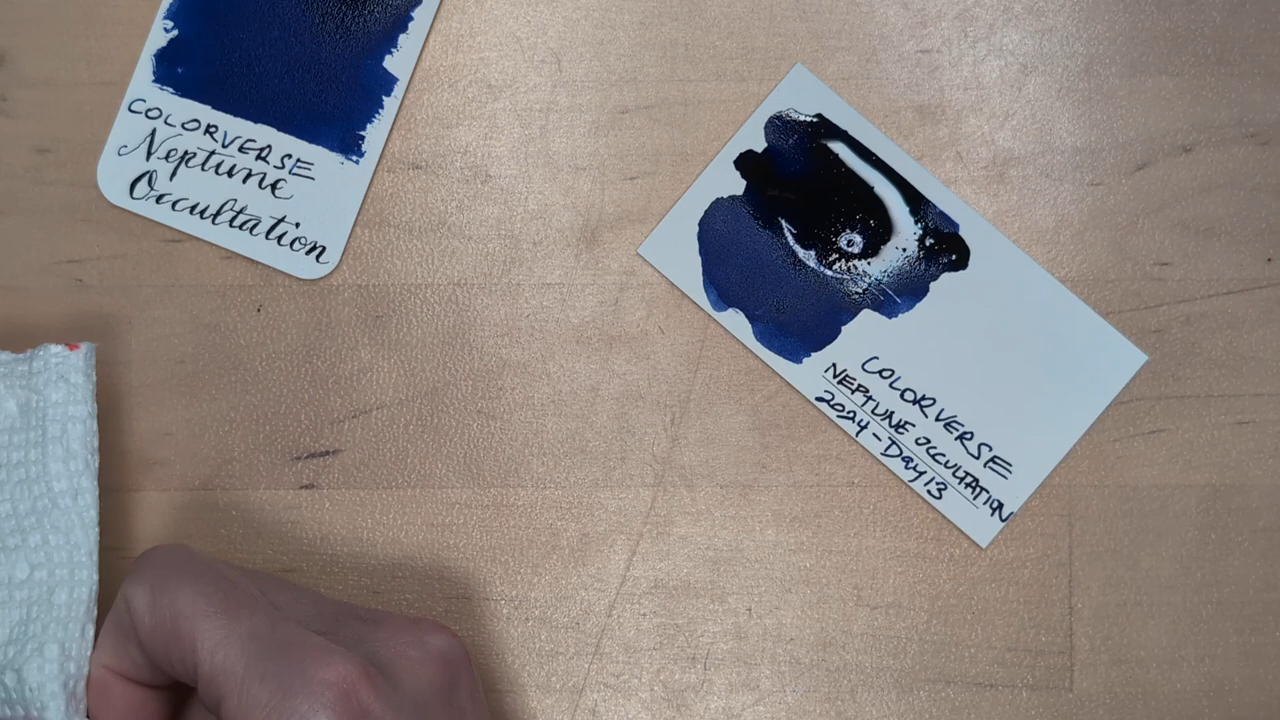 COLORVERSE
Neptune
Occultation
COLORVERSE
NEPTUNE OCCULTATION
2024-Day 13